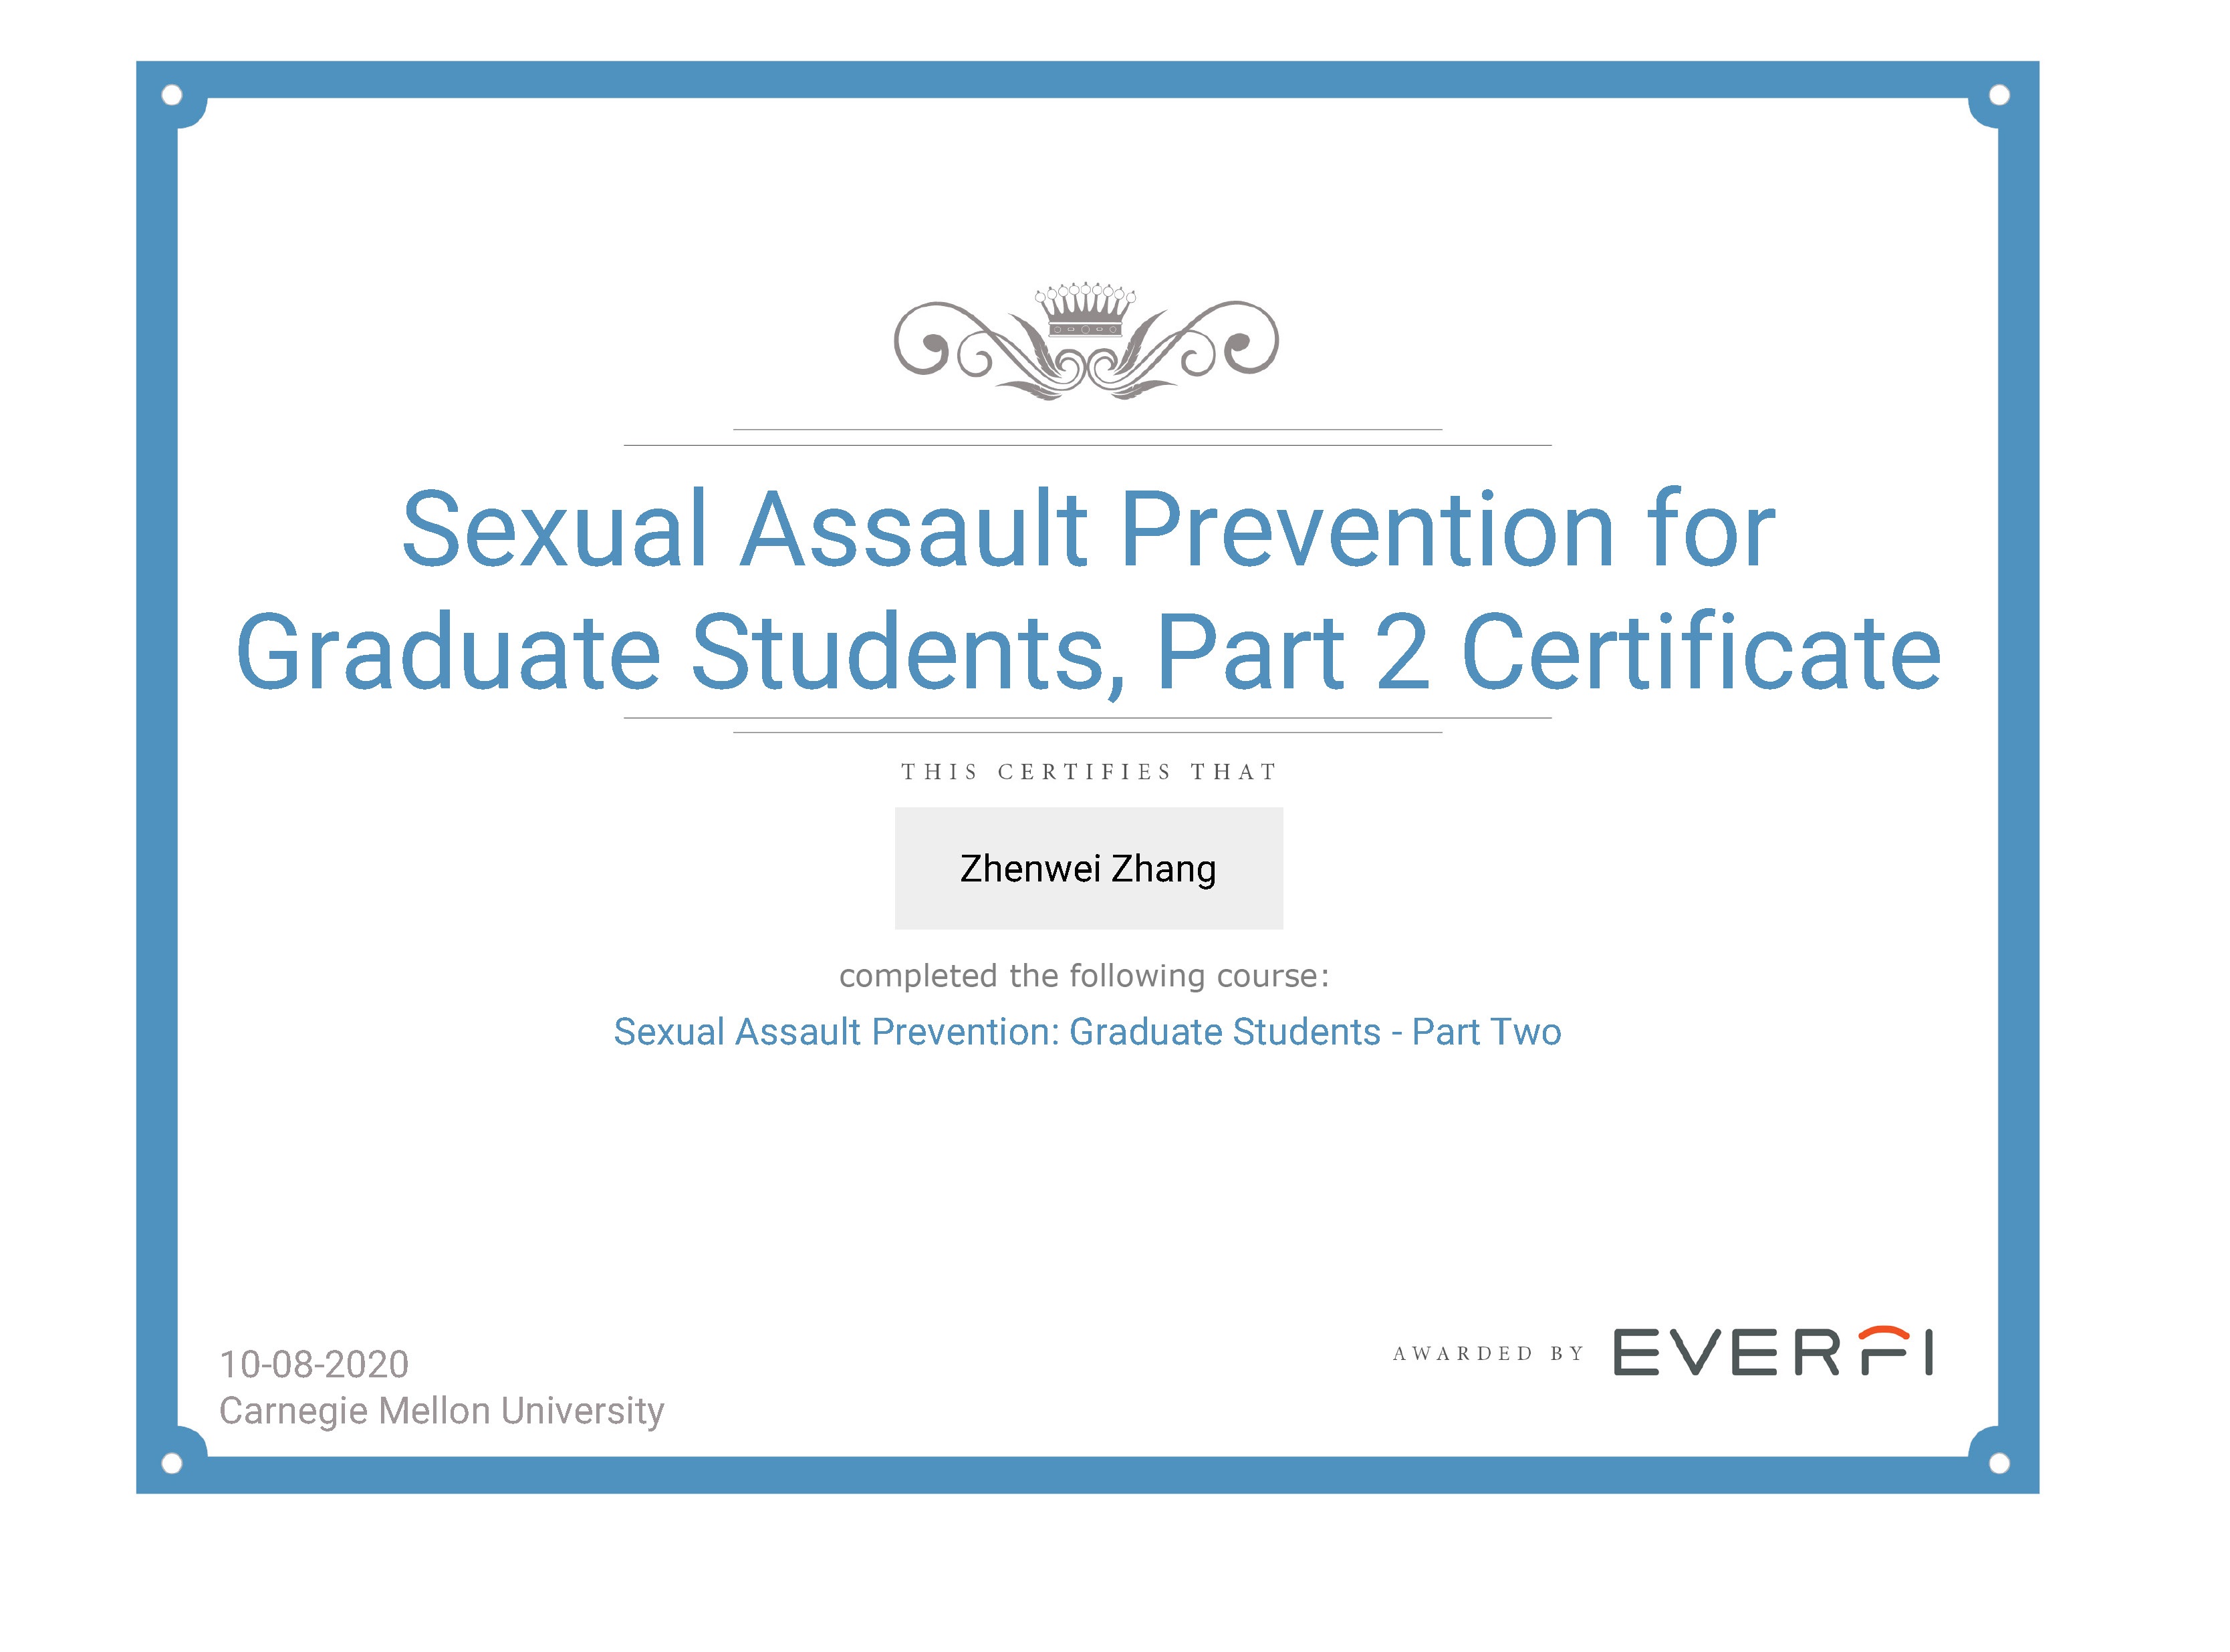 Sexual Assault Prevention for
Graduate Students, Part 2 Certificate
THIS CERTIFIES THAT
Zhenwei Zhang
completed the following course:
Sexual Assault Prevention: Graduate Students - Part Two
10-08-2020
Carnegie Mellon University
AWARDED BY EVERFI